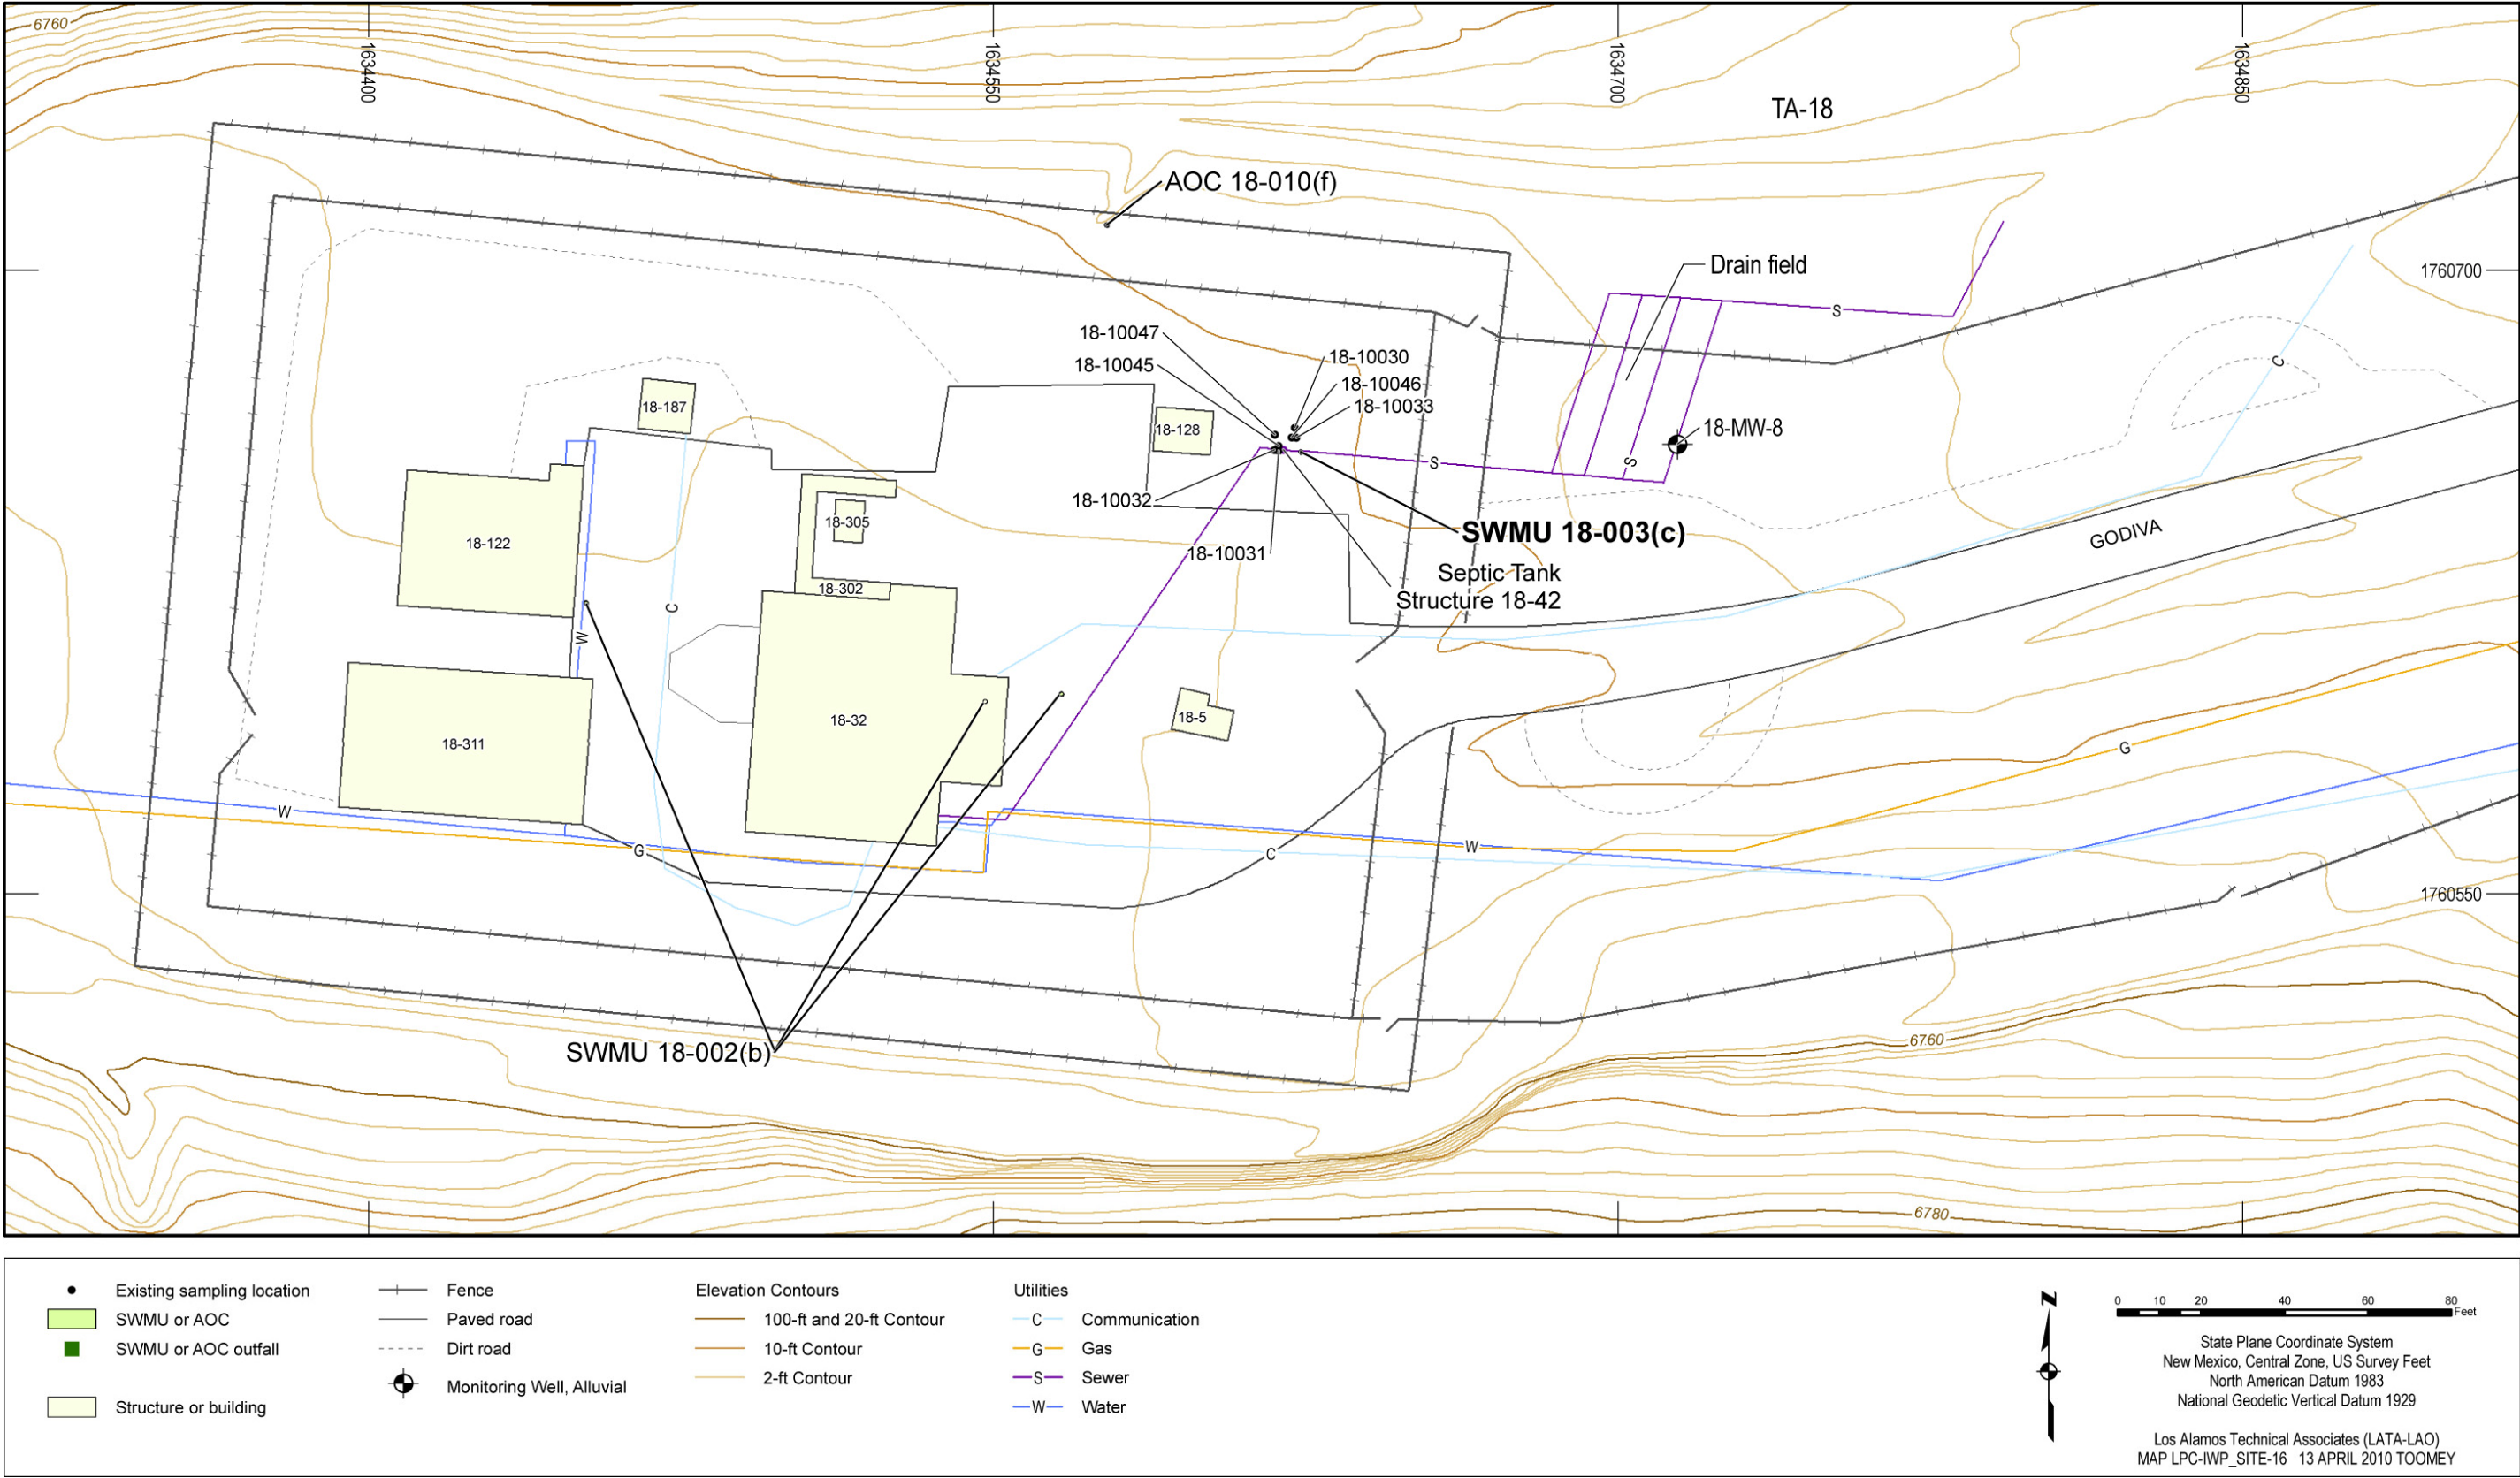 6760
1634400
1634550
1634700
1634850
TA-18
AOC 18-010(f)
Drain field
S
1760700
18-10047
18-10045
18-10030
18-10046
18-10033
C
18-187
18-128
18-MW-8
S
S
18-10032
18-305
SWMU 18-003(c)
GODIVA
18-122
18-10031
18-302
Septic Tank
Structure 18-42
C
W
18-311
18-32
18-5
G
W
G
C
W
1760550
SWMU 18-002(b)
6760
6780
Existing sampling location
SWMU or AOC
SWMU or AOC outfall
Structure or building
Fence
Paved road
Dirt road
Monitoring Well, Alluvial
Elevation Contours
100-ft and 20-ft Contour
10-ft Contour
2-ft Contour
Utilities
C Communication
G Gas
S Sewer
W Water
N
0 10 20 40 60 80
Feet
State Plane Coordinate System
New Mexico, Central Zone, US Survey Feet
North American Datum 1983
National Geodetic Vertical Datum 1929
Los Alamos Technical Associates (LATA-LAO)
MAP LPC-IWP_SITE-16 13 APRIL 2010 TOOMEY